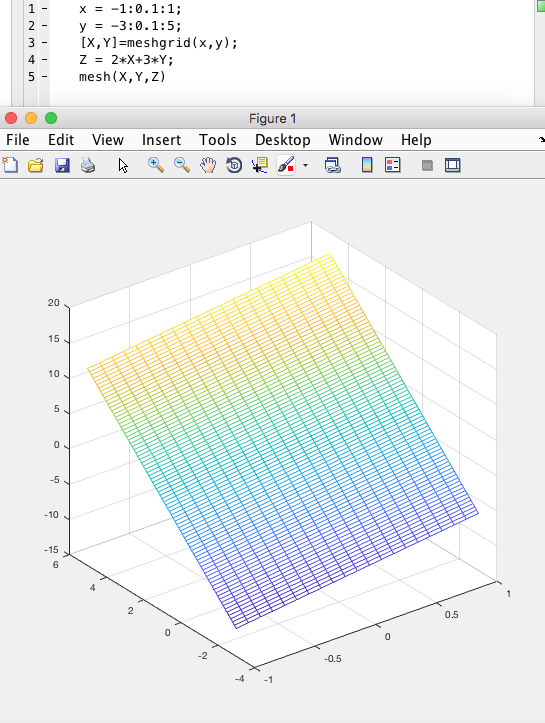 1 - x = -1:0.1:1;
2 - y = -3:0.1:5;
3 - [X,Y]=meshgrid(x,y);
4 - Z = 2*X+3*Y;
5 - mesh(X,Y,Z)
Figure 1
File Edit View Insert Tools Desktop Window Help
20
15
10
5
0
-5
-10
-15
6
4
2
0
-2
-4
-1
-0.5
0
0.5
1